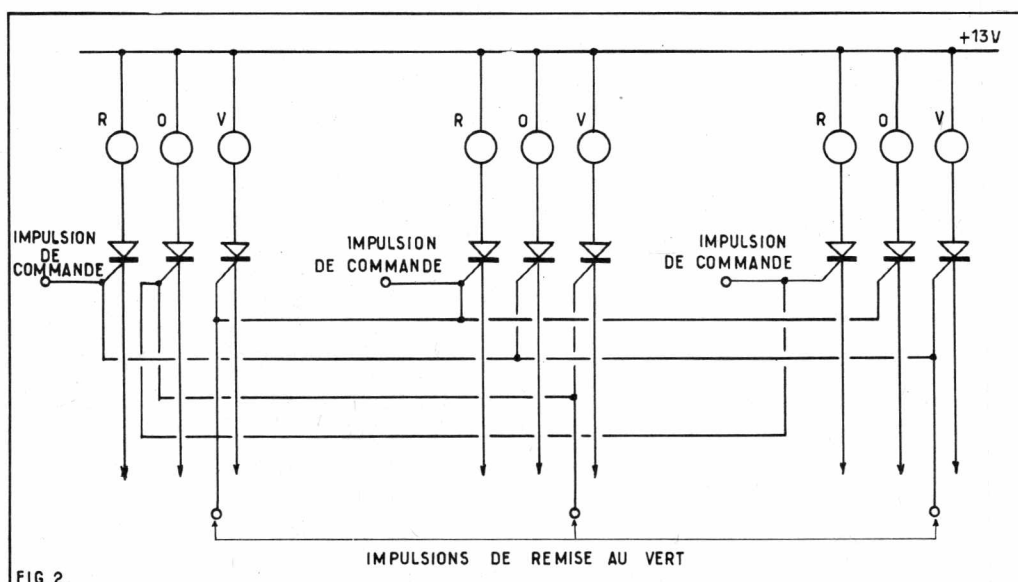 +13V
R O V
R O V
R O V
IMPULSION
DE
COMMANDE
IMPULSION
DE COMMANDE
IMPULSION
DE COMMANDE
IMPULSIONS DE REMISE AU VERT
FIG 2